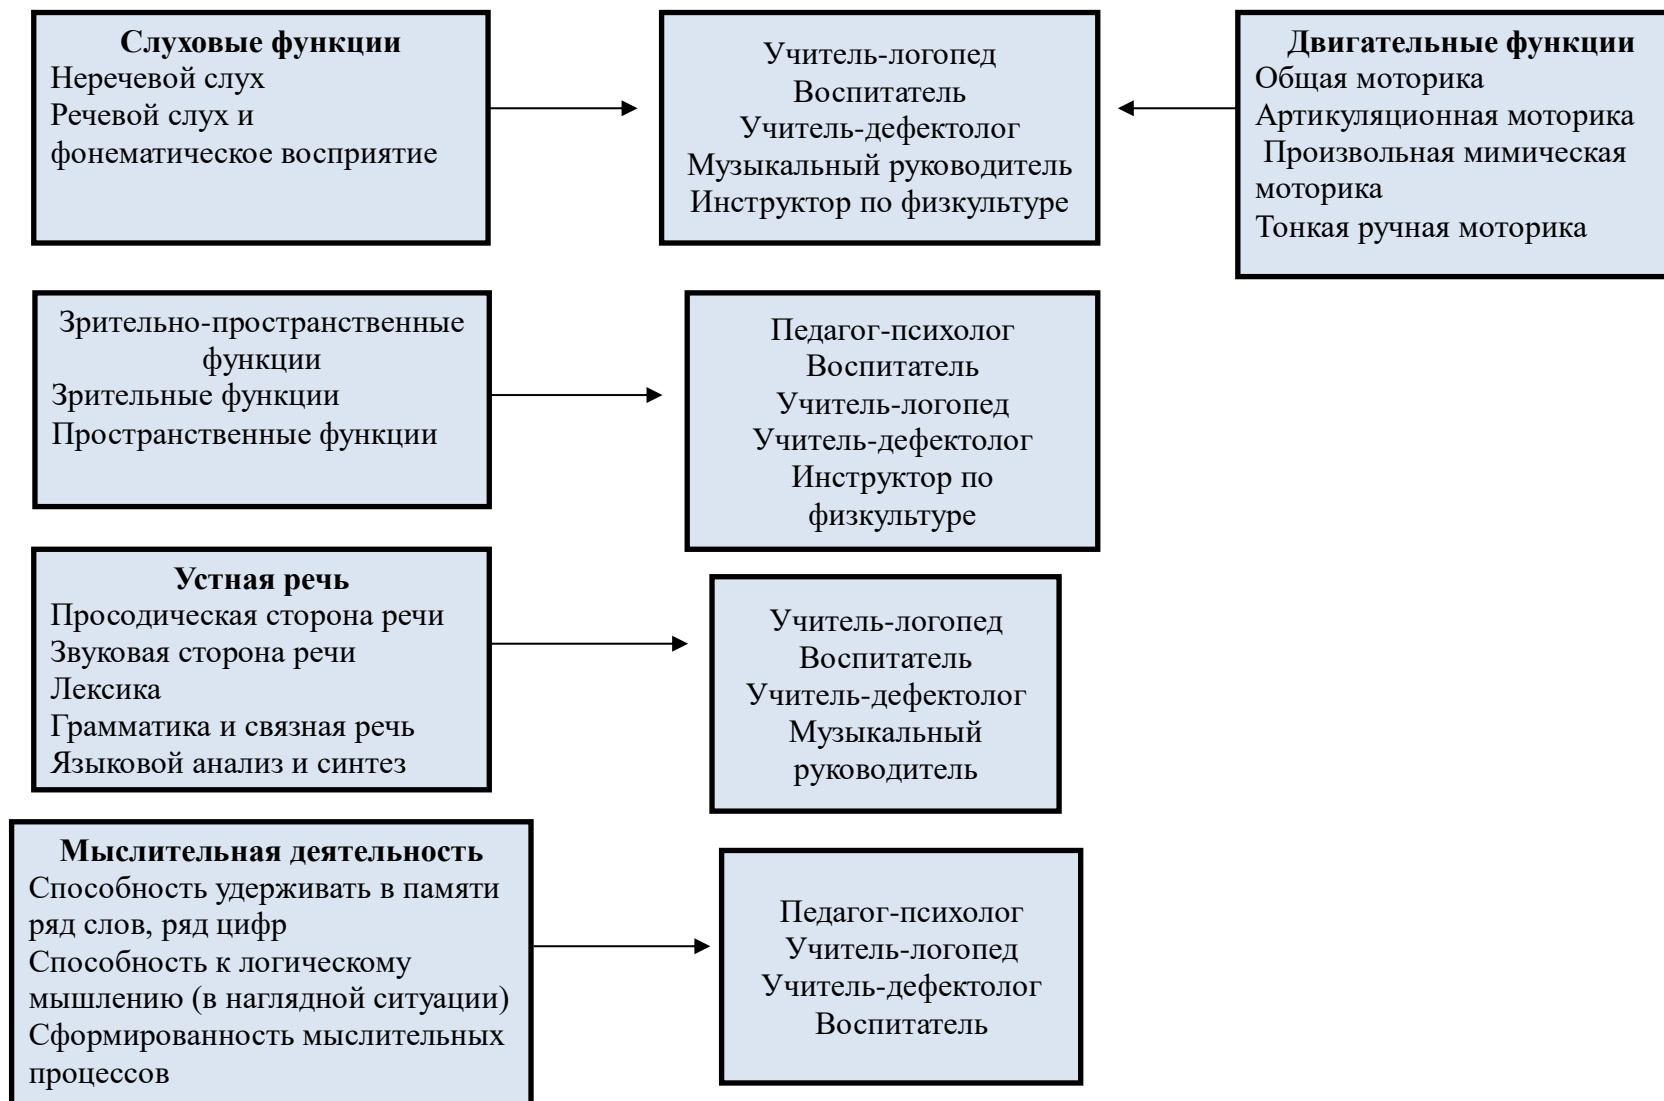 Слуховые функции
Неречевой слух
Речевой слух и
фонематическое восприятие
Учитель-логопед
Воспитатель
Учитель-дефектолог
Музыкальный руководитель
Инструктор по физкультуре
Двигательные функции
Общая моторика
Артикуляционная моторика
Произвольная мимическая
моторика
Тонкая ручная моторика
Зрительно-пространственные
функции
Зрительные функции
Пространственные функции
Педагог-психолог
Воспитатель
Учитель-логопед
Учитель-дефектолог
Инструктор по
физкультуре
Устная речь
Просодическая сторона речи
Звуковая сторона речи
Лексика
Грамматика и связная речь
Языковой анализ и синтез
Учитель-логопед
Воспитатель
Учитель-дефектолог
Музыкальный
руководитель
Мыслительная деятельность
Способность удерживать в памяти
ряд слов, ряд цифр
Способность к логическому
мышлению (в наглядной ситуации)
Сформированность мыслительных
процессов
Педагог-психолог
Учитель-логопед
Учитель-дефектолог
Воспитатель